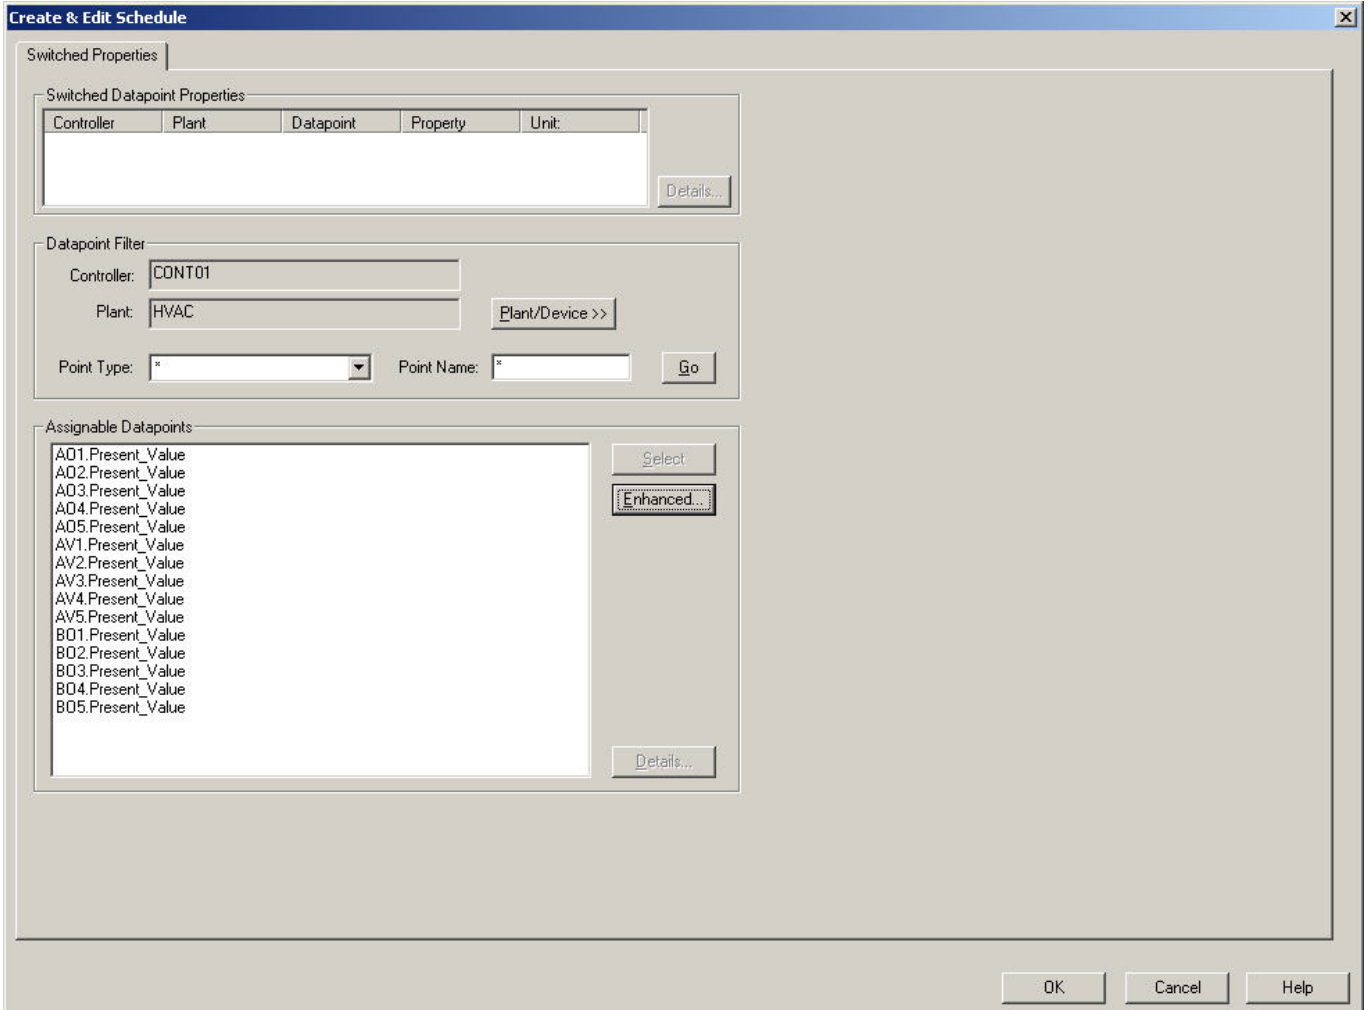 Create & Edit Schedule
Switched Properties
Switched Datapoint Properties
Controller Plant Datapoint Property Unit:
Details...
Datapoint Filter
Controller: CONT01
Plant: HVAC Plant/Device >>
Point Type: * Point Name: * Go
Assignable Datapoints
AO1.Present_Value
AO2.Present_Value
AO3.Present_Value
AO4.Present_Value
AO5.Present_Value
AV1.Present_Value
AV2.Present_Value
AV3.Present_Value
AV4.Present_Value
AV5.Present_Value
BO1.Present_Value
BO2.Present_Value
BO3.Present_Value
BO4.Present_Value
BO5.Present_Value
Select
Enhanced...
Details...
OK Cancel Help